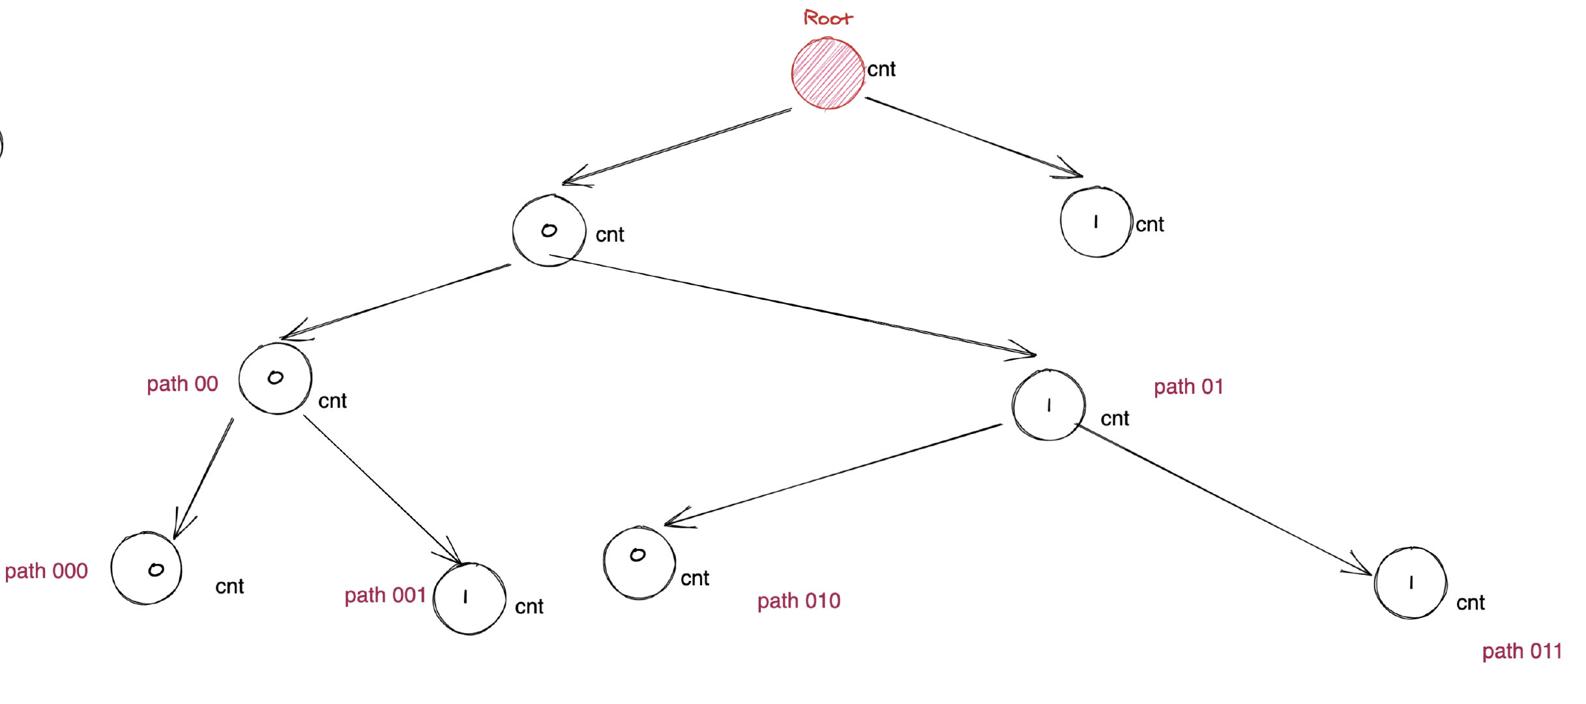 Root
cnt
0
cnt
1
cnt
path 00
0
cnt
1
cnt
path 01
path 000
0
cnt
path 001
1
cnt
0
cnt
path 010
1
cnt
path 011